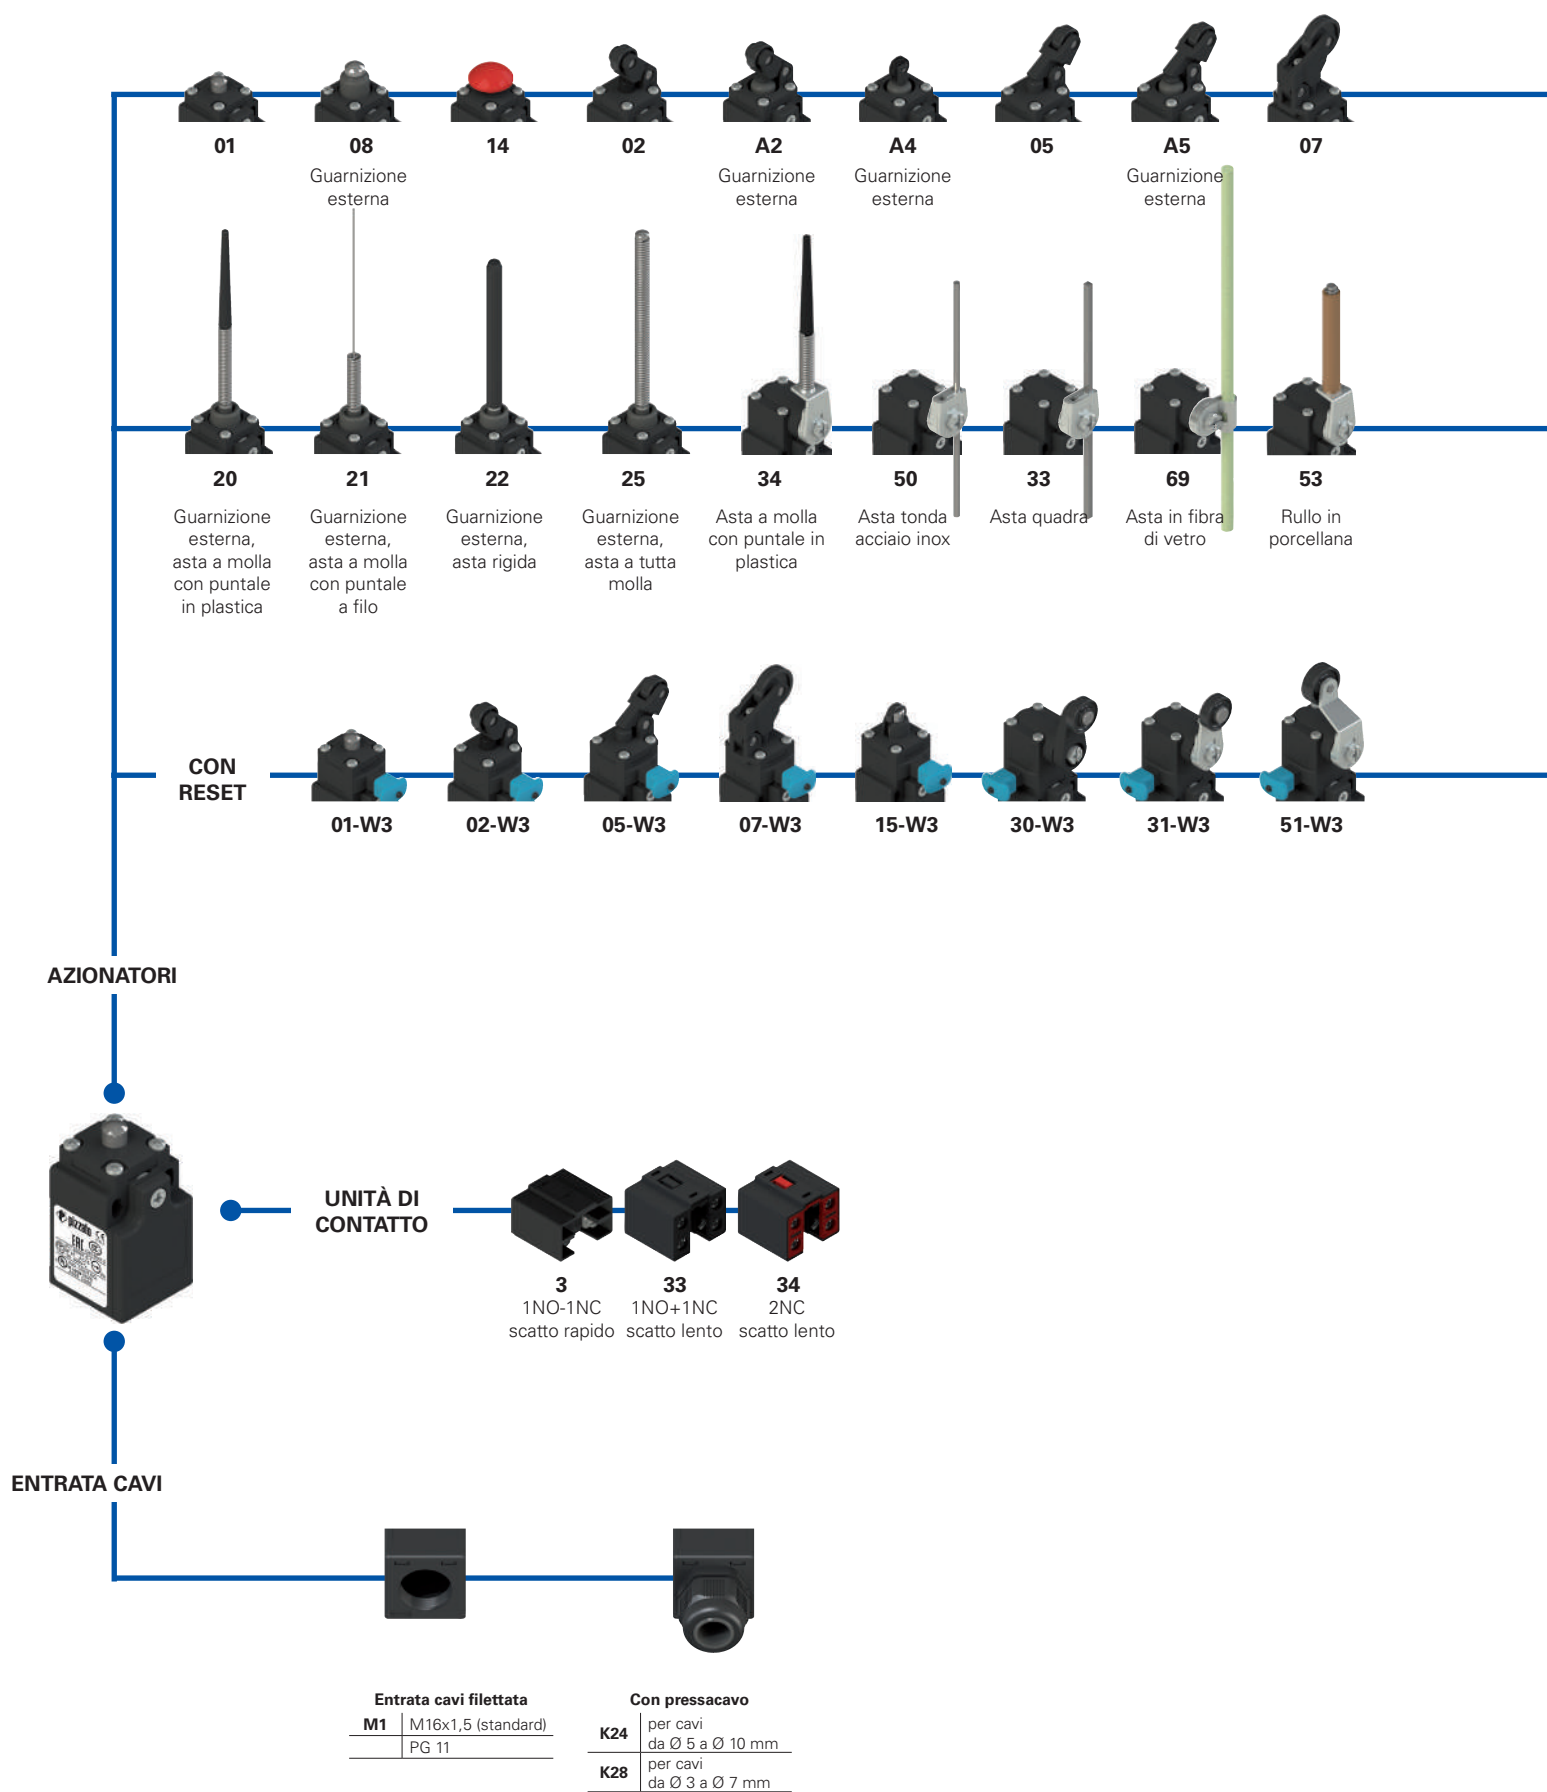 01 08 14 02 A2 A4 05 A5 07
Guarnizione
esterna
Guarnizione
esterna
Guarnizione
esterna
Guarnizione
esterna
20 21 22 25 34 50 33 69 53
Guarnizione
esterna,
asta a molla
con puntale
in plastica
Guarnizione
esterna,
asta a molla
con puntale
a filo
Guarnizione
esterna,
asta rigida
Guarnizione
esterna,
asta a tutta
molla
Asta a molla
con puntale in
plastica
Asta tonda
acciaio inox
Asta quadra
Asta in fibra
di vetro
Rullo in
porcellana
CON
RESET
01-W3 02-W3 05-W3 07-W3 15-W3 30-W3 31-W3 51-W3
AZIONATORI
pizzato
EAC
UNITÀ DI
CONTATTO
3
1NO-1NC
scatto rapido
33
1NO+1NC
scatto lento
34
2NC
scatto lento
ENTRATA CAVI
Entrata cavi filettata
M1 M16x1,5 (standard)
PG 11
Con pressacavo
K24 per cavi
da Ø 5 a Ø 10 mm
K28 per cavi
da Ø 3 a Ø 7 mm